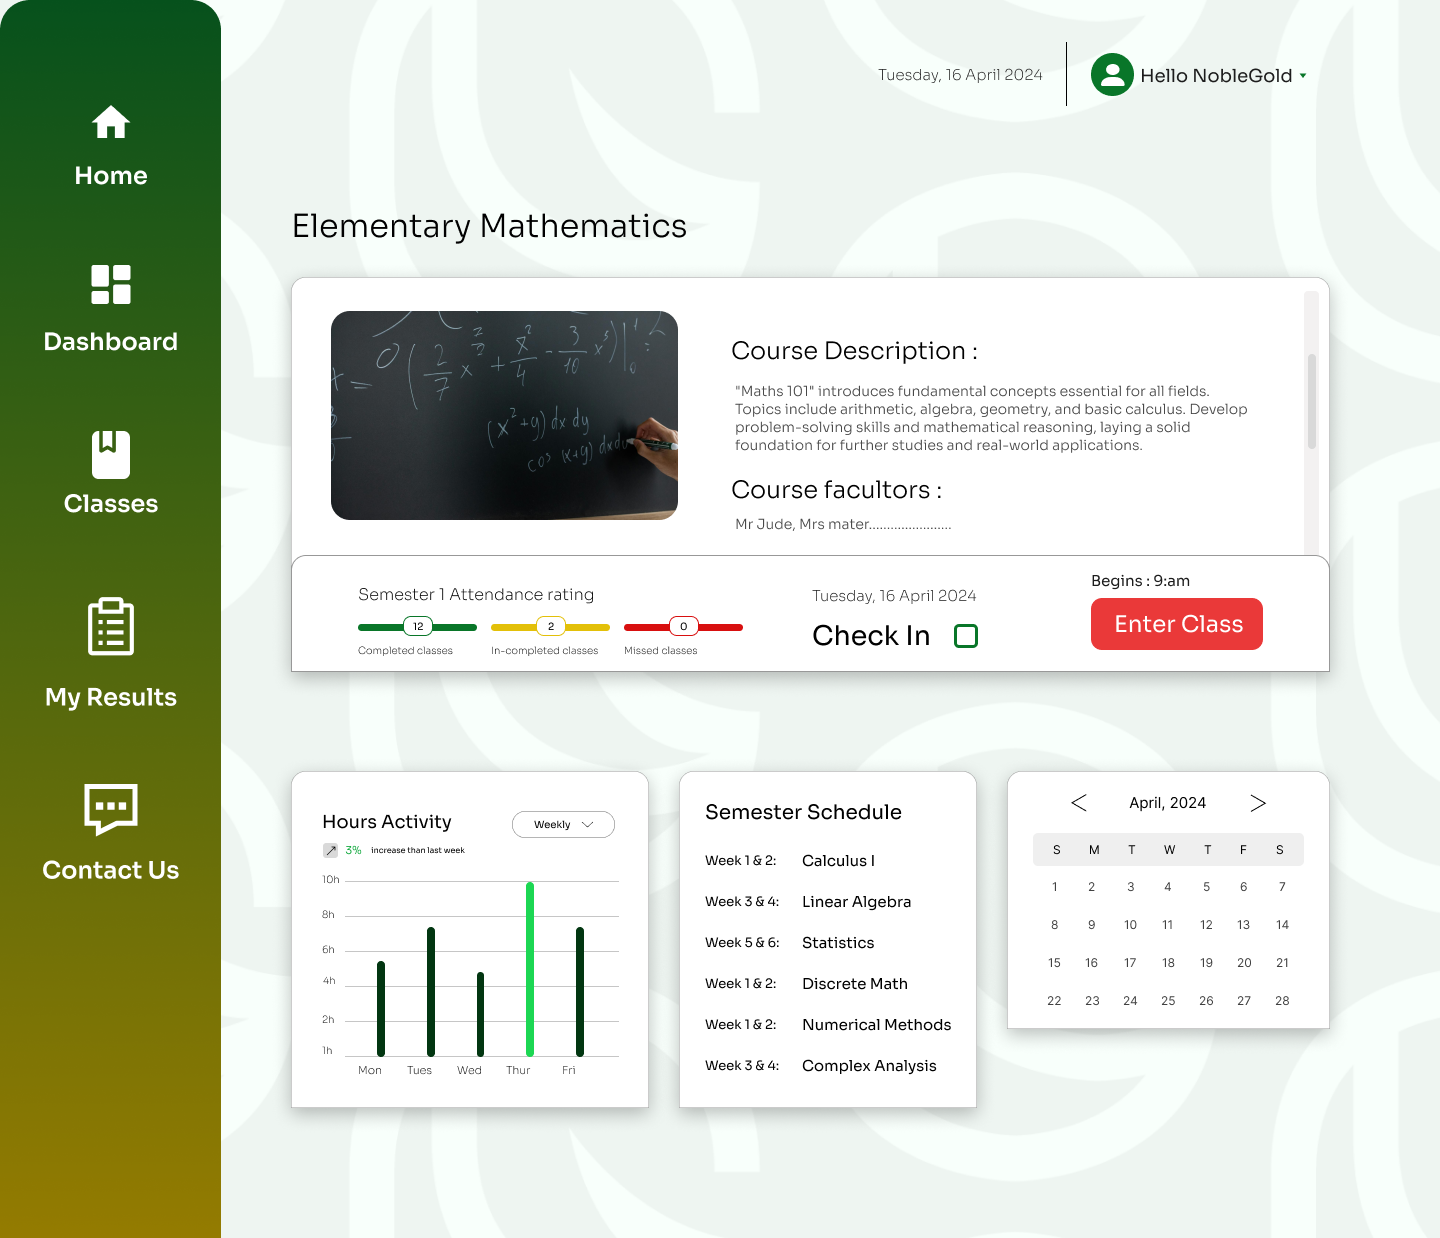 Home
Dashboard
Classes
My Results
Contact Us
Tuesday, 16 April 2024
Hello NobleGold
Elementary Mathematics
Course Description :
"Maths 101" introduces fundamental concepts essential for all fields.
Topics include arithmetic, algebra, geometry, and basic calculus. Develop
problem-solving skills and mathematical reasoning, laying a solid
foundation for further studies and real-world applications.
Course facultors :
Mr Jude, Mrs mater.......................
(x²+y) dx dy
cos (x+y) dxdy
Semester 1 Attendance rating
12
2
0
Completed classes
In-completed classes
Missed classes
Tuesday, 16 April 2024
Check In
Begins : 9:am
Enter Class
Hours Activity
Weekly
3% increase than last week
10h
8h
6h
4h
2h
1h
Mon Tues Wed Thur Fri
Semester Schedule
Week 1 & 2: Calculus I
Week 3 & 4: Linear Algebra
Week 5 & 6: Statistics
Week 1 & 2: Discrete Math
Week 1 & 2: Numerical Methods
Week 3 & 4: Complex Analysis
April, 2024
S M T W T F S
1 2 3 4 5 6 7
8 9 10 11 12 13 14
15 16 17 18 19 20 21
22 23 24 25 26 27 28